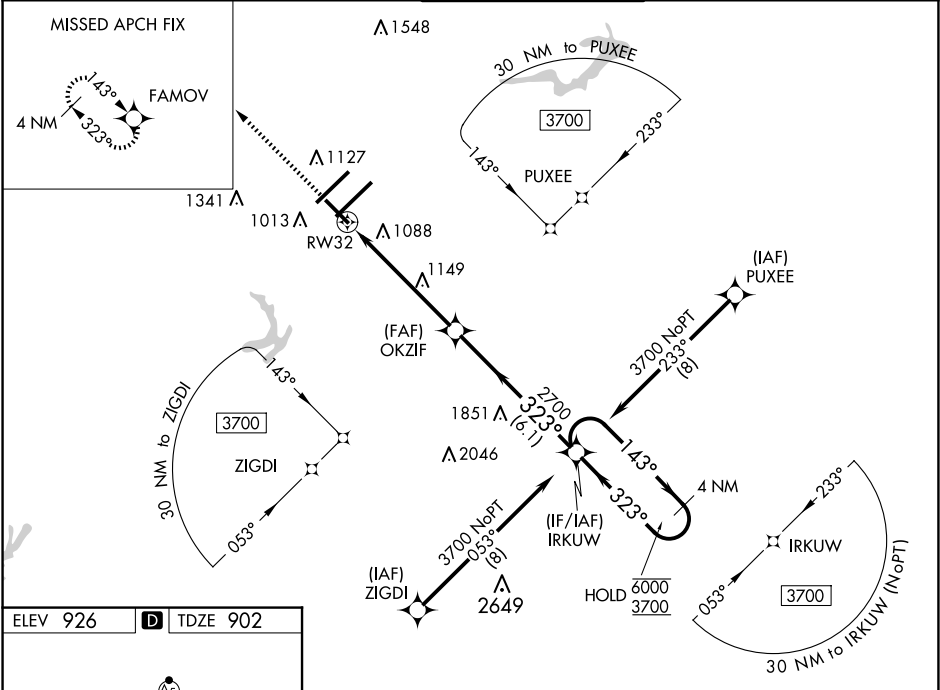 MISSED APCH FIX
FAMOV
143°
323°
4 NM
1548
30 NM to PUXEE
3700
143°
233°
PUXEE
1127
1341
1013
RW32
1088
1149
(IAF)
PUXEE
(FAF)
OKZIF
3700 NoPT
233°
(8)
30 NM to ZIGDI
143°
3700
ZIGDI
053°
2700
323°
(6.1)
1851
2046
143°
323°
4 NM
(IF/IAF)
IRKUW
3700 NoPT
053°
(8)
(IAF)
ZIGDI
2649
HOLD
6000
3700
233°
IRKUW
053°
3700
30 NM to IRKUW (NoPT)
ELEV 926
D
TDZE 902